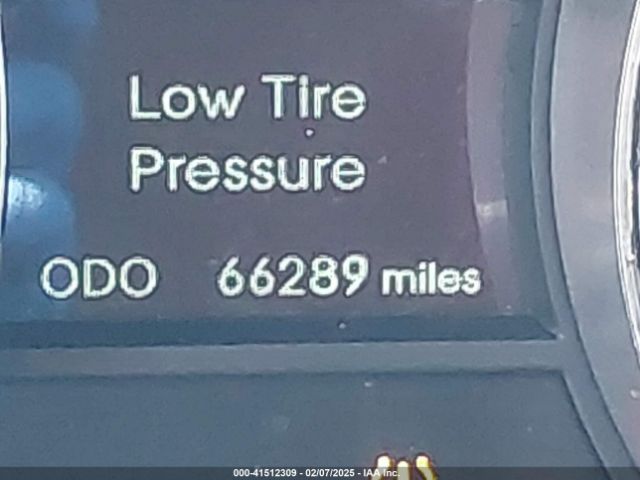 Low Tire
Pressure
ODO 66289 miles
000-41512309 - 02/07/2025 - IAA Inc.